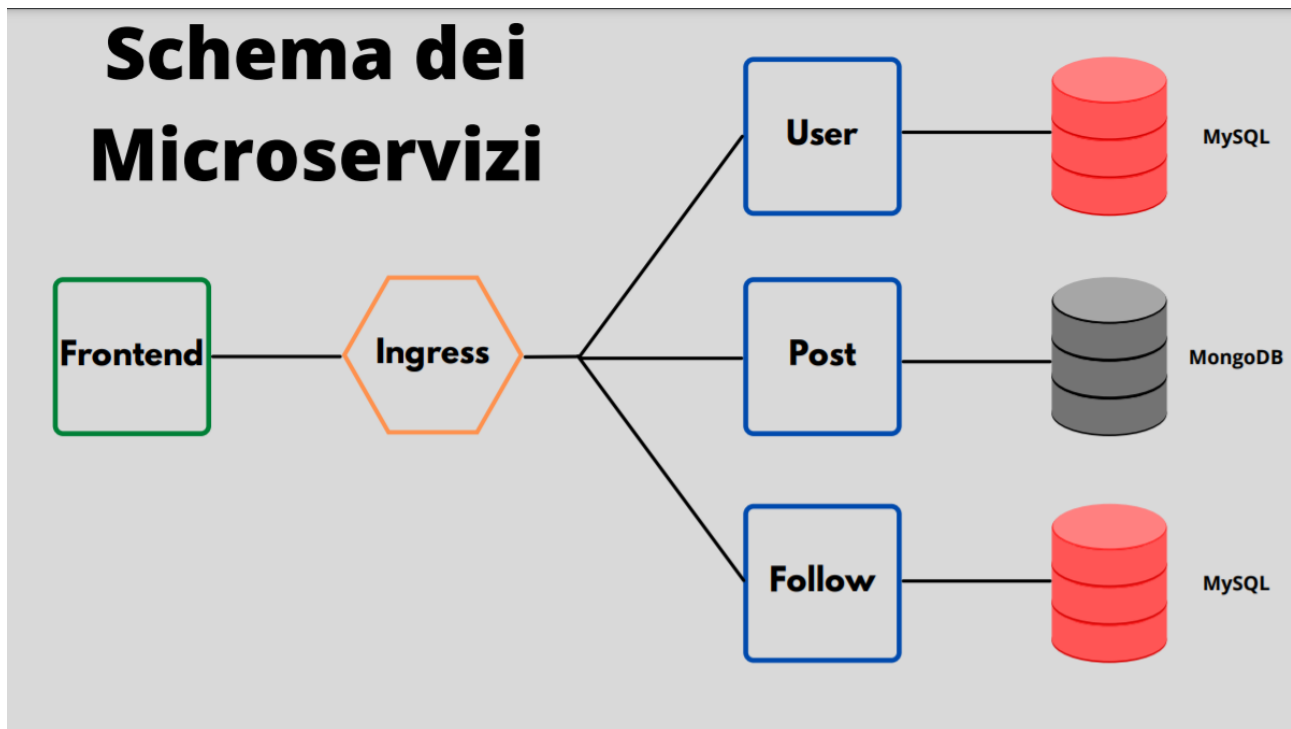 Schema dei
Microservizi
User
MySQL
Frontend
Ingress
Post
MongoDB
Follow
MySQL